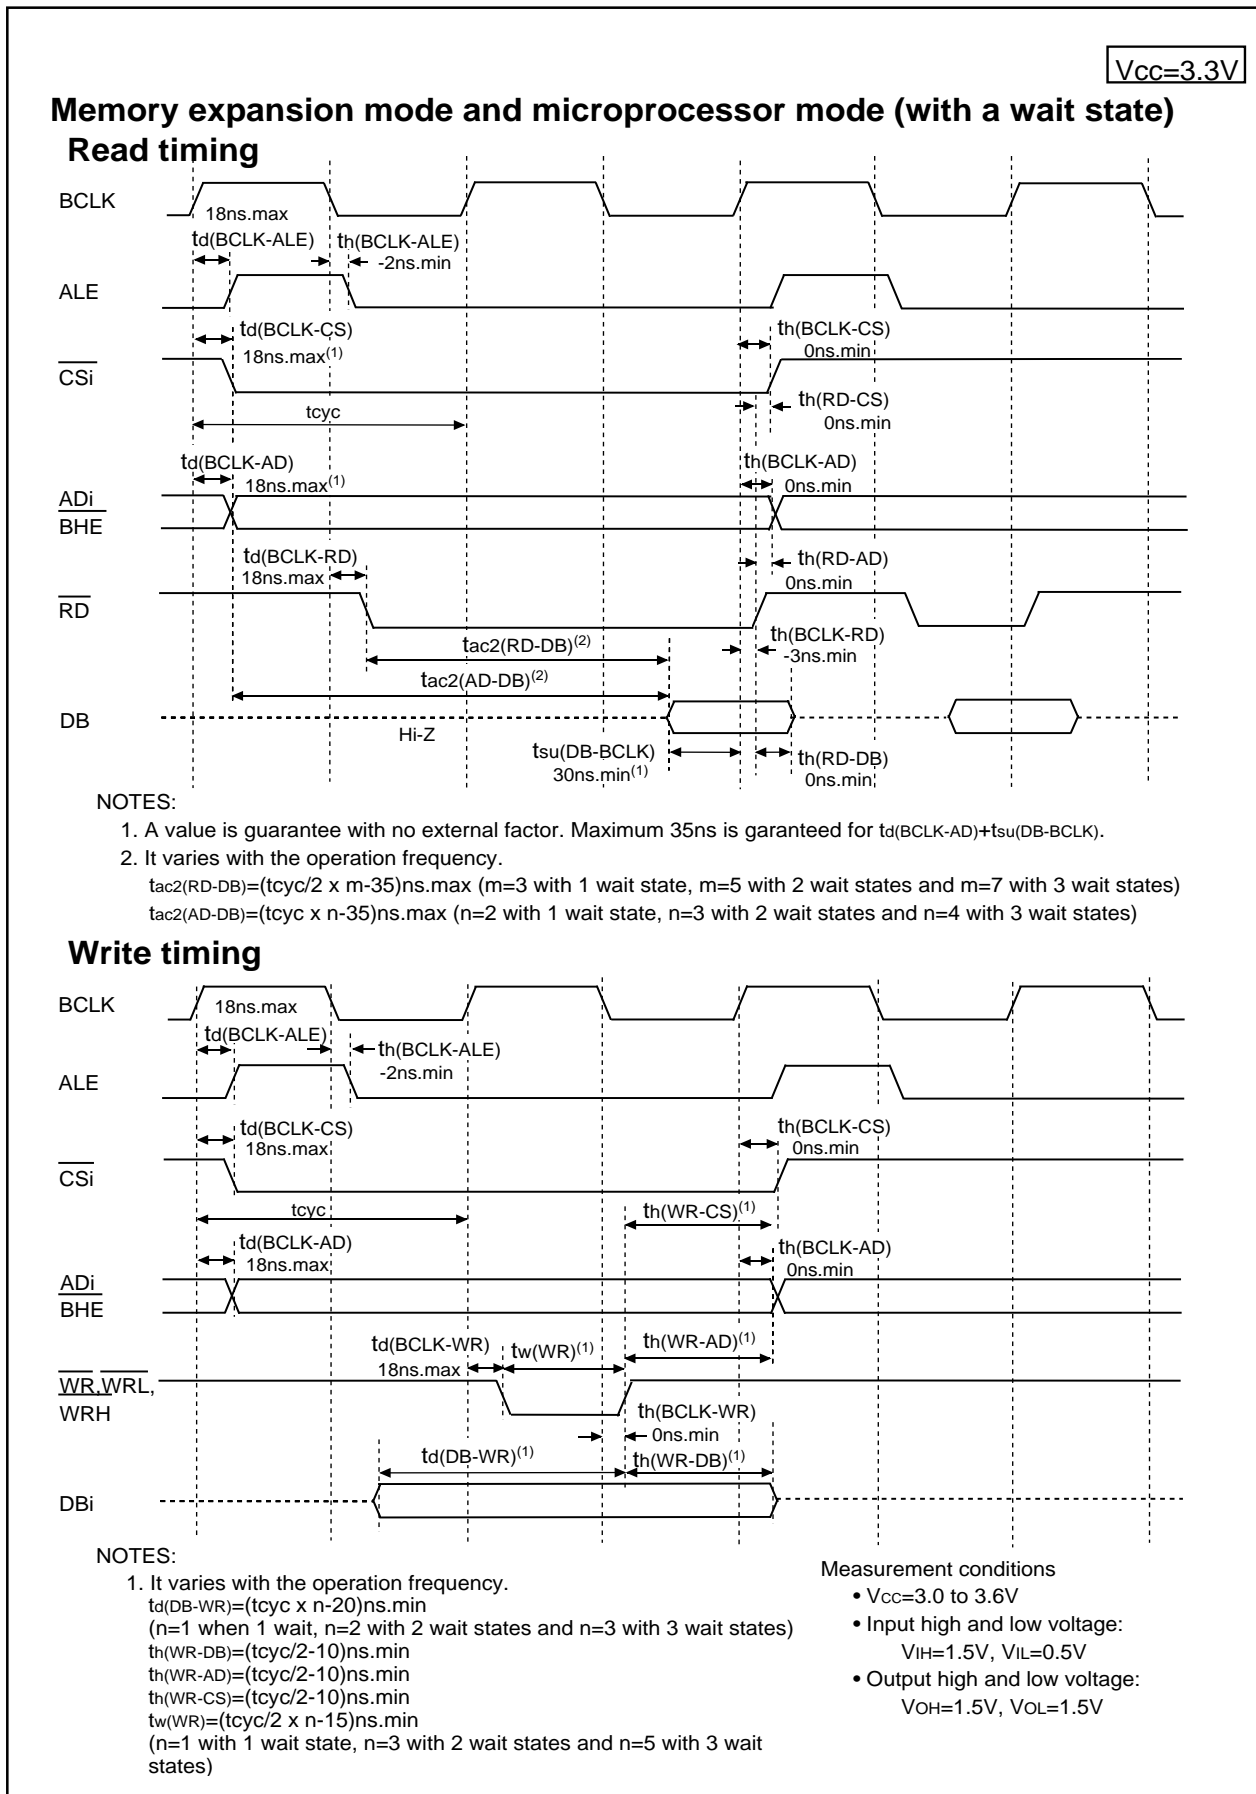 Vcc=3.3V
Memory expansion mode and microprocessor mode (with a wait state)
Read timing
BCLK
18ns.max
td(BCLK-ALE)
th(BCLK-ALE)
-2ns.min
ALE
td(BCLK-CS)
18ns.max(1)
th(BCLK-CS)
0ns.min
CSi
th(RD-CS)
0ns.min
tcyc
td(BCLK-AD)
18ns.max(1)
th(BCLK-AD)
0ns.min
ADi
BHE
td(BCLK-RD)
18ns.max
th(RD-AD)
0ns.min
RD
th(BCLK-RD)
-3ns.min
tac2(RD-DB)(2)
tac2(AD-DB)(2)
DB
Hi-Z
tsu(DB-BCLK)
30ns.min(1)
th(RD-DB)
0ns.min
NOTES:
1. A value is guarantee with no external factor. Maximum 35ns is garanteed for td(BCLK-AD)+tsu(DB-BCLK).
2. It varies with the operation frequency.
tac2(RD-DB)=(tcyc/2 x m-35)ns.max (m=3 with 1 wait state, m=5 with 2 wait states and m=7 with 3 wait states)
tac2(AD-DB)=(tcyc x n-35)ns.max (n=2 with 1 wait state, n=3 with 2 wait states and n=4 with 3 wait states)
Write timing
BCLK
18ns.max
td(BCLK-ALE)
th(BCLK-ALE)
-2ns.min
ALE
td(BCLK-CS)
18ns.max
th(BCLK-CS)
0ns.min
CSi
tcyc
th(WR-CS)(1)
td(BCLK-AD)
18ns.max
th(BCLK-AD)
0ns.min
ADi
BHE
td(BCLK-WR)
18ns.max
tw(WR)(1)
th(WR-AD)(1)
WR,WRL,
WRH
th(BCLK-WR)
0ns.min
td(DB-WR)(1)
th(WR-DB)(1)
DBi
NOTES:
1. It varies with the operation frequency.
td(DB-WR)=(tcyc x n-20)ns.min
(n=1 when 1 wait, n=2 with 2 wait states and n=3 with 3 wait states)
th(WR-DB)=(tcyc/2-10)ns.min
th(WR-AD)=(tcyc/2-10)ns.min
th(WR-CS)=(tcyc/2-10)ns.min
tw(WR)=(tcyc/2 x n-15)ns.min
(n=1 with 1 wait state, n=3 with 2 wait states and n=5 with 3 wait
states)
Measurement conditions
• VCC=3.0 to 3.6V
• Input high and low voltage:
VIH=1.5V, VIL=0.5V
• Output high and low voltage:
VOH=1.5V, VOL=1.5V